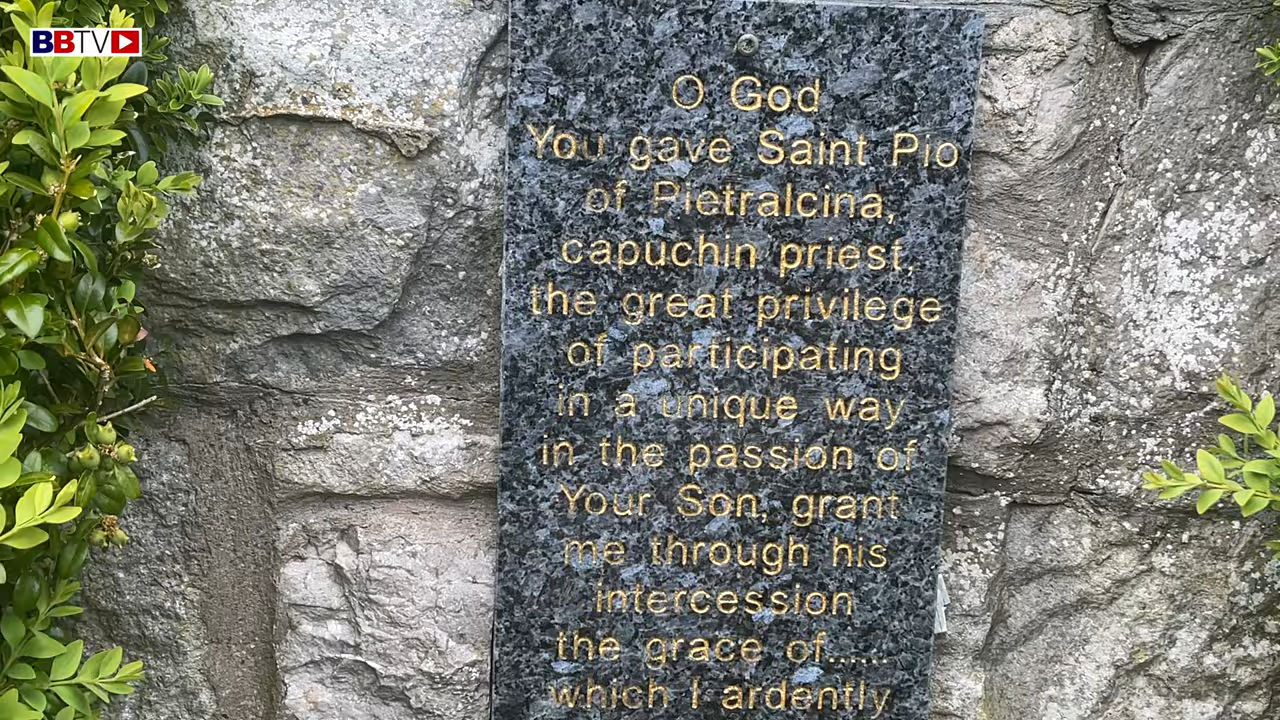 BBTV
O God
You gave Saint Pio
of Pietralcina,
capuchin priest,
the great privilege
of participating
in a unique way
in the passion of
Your Son, grant
me through his
intercession
the grace of......
which I ardently